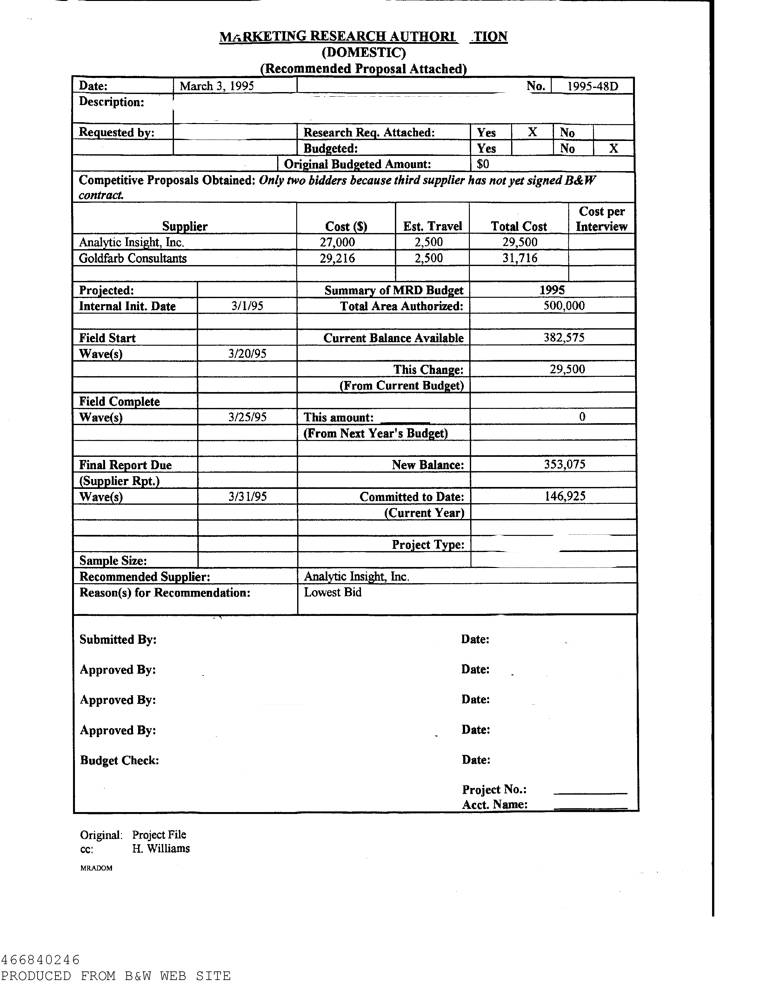 MARKETING RESEARCH AUTHORI TION
(DOMESTIC)
(Recommended Proposal Attached)
Date: March 3, 1995 No. 1995-48D
Description:
Requested by: Research Req. Attached: Yes X No
Budgeted: Yes No X
Original Budgeted Amount: $0
Competitive Proposals Obtained: Only two bidders because third supplier has not yet signed B&W
contract.
Cost per
Supplier Cost ($) Est. Travel Total Cost Interview
Analytic Insight, Inc. 27,000 2,500 29,500
Goldfarb Consultants 29,216 2,500 31,716
Projected: Summary of MRD Budget 1995
Internal Init. Date 3/1/95 Total Area Authorized: 500,000
Field Start Current Balance Available 382,575
Wave(s) 3/20/95
This Change: 29,500
(From Current Budget)
Field Complete
Wave(s) 3/25/95 This amount: 0
(From Next Year's Budget)
Final Report Due New Balance: 353,075
(Supplier Rpt.)
Wave(s) 3/31/95 Committed to Date: 146,925
(Current Year)
Project Type:
Sample Size:
Recommended Supplier: Analytic Insight, Inc.
Reason(s) for Recommendation: Lowest Bid
Submitted By: Date:
Approved By: Date:
Approved By: Date:
Approved By: Date:
Budget Check: Date:
Project No.:
Acct. Name:
Original: Project File
cc: H. Williams
MRADOM
466840246
PRODUCED FROM B&W WEB SITE